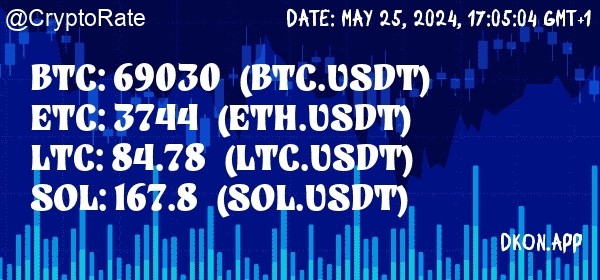 @CryptoRate
DATE: MAY 25, 2024, 17:05:04 GMT+1
BTC: 69030 (BTC.USDT)
ETC: 3744 (ETH.USDT)
LTC: 84.78 (LTC.USDT)
SOL: 167.8 (SOL.USDT)
DKON.APP